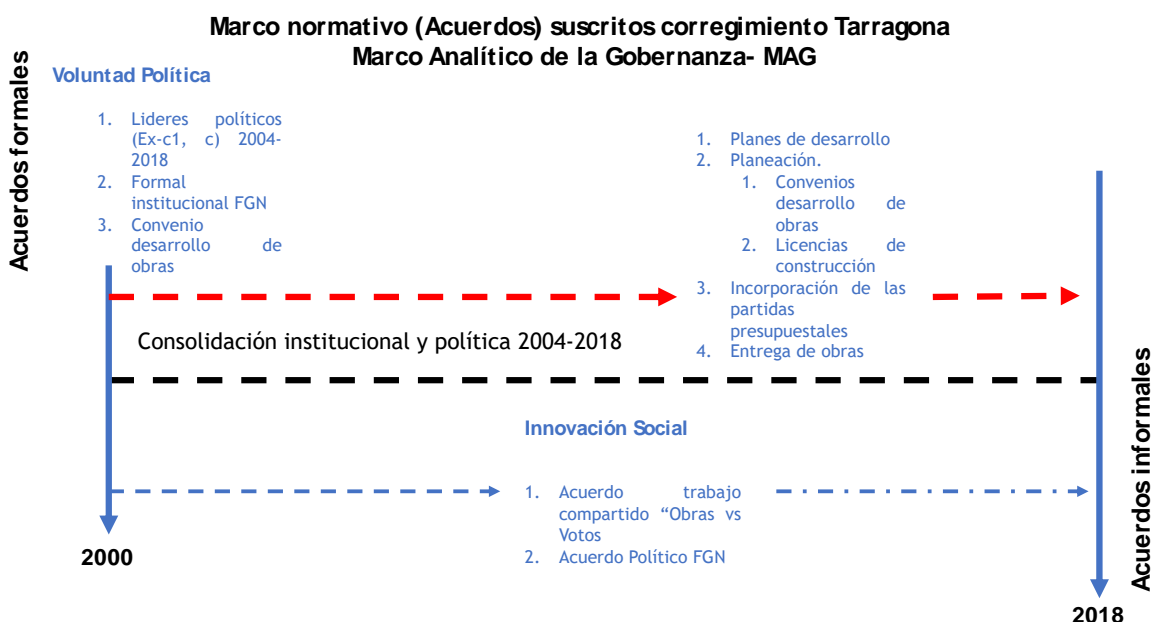 Marco normativo (Acuerdos) suscritos corregimiento Tarragona
Marco Analítico de la Gobernanza- MAG
Acuerdos formales
Voluntad Política
1. Lideres políticos
(Ex-c1, c) 2004-
2018
2. Formal
institucional FGN
3. Convenio
desarrollo de
obras
1. Planes de desarrollo
2. Planeación.
1. Convenios
desarrollo de
obras
2. Licencias de
construcción
3. Incorporación de las
partidas
presupuestales
4. Entrega de obras
Consolidación institucional y política 2004-2018
Innovación Social
1. Acuerdo trabajo
compartido “Obras vs
Votos
2. Acuerdo Político FGN
Acuerdos informales
2000
2018